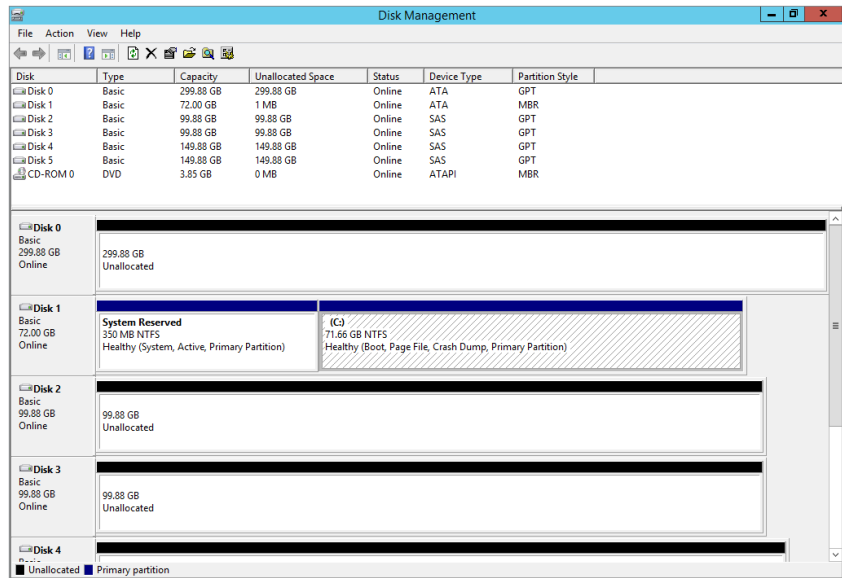 Disk Management
File Action View Help
Disk Type Capacity Unallocated Space Status Device Type Partition Style
Disk 0 Basic 299.88 GB 299.88 GB Online ATA GPT
Disk 1 Basic 72.00 GB 1 MB Online ATA MBR
Disk 2 Basic 99.88 GB 99.88 GB Online SAS GPT
Disk 3 Basic 99.88 GB 99.88 GB Online SAS GPT
Disk 4 Basic 149.88 GB 149.88 GB Online SAS GPT
Disk 5 Basic 149.88 GB 149.88 GB Online SAS GPT
CD-ROM 0 DVD 3.85 GB 0 MB Online ATAPI MBR
Disk 0
Basic
299.88 GB
Online
299.88 GB
Unallocated
Disk 1
Basic
72.00 GB
Online
System Reserved
350 MB NTFS
Healthy (System, Active, Primary Partition)
(C:)
71.66 GB NTFS
Healthy (Boot, Page File, Crash Dump, Primary Partition)
Disk 2
Basic
99.88 GB
Online
99.88 GB
Unallocated
Disk 3
Basic
99.88 GB
Online
99.88 GB
Unallocated
Disk 4
Unallocated Primary partition